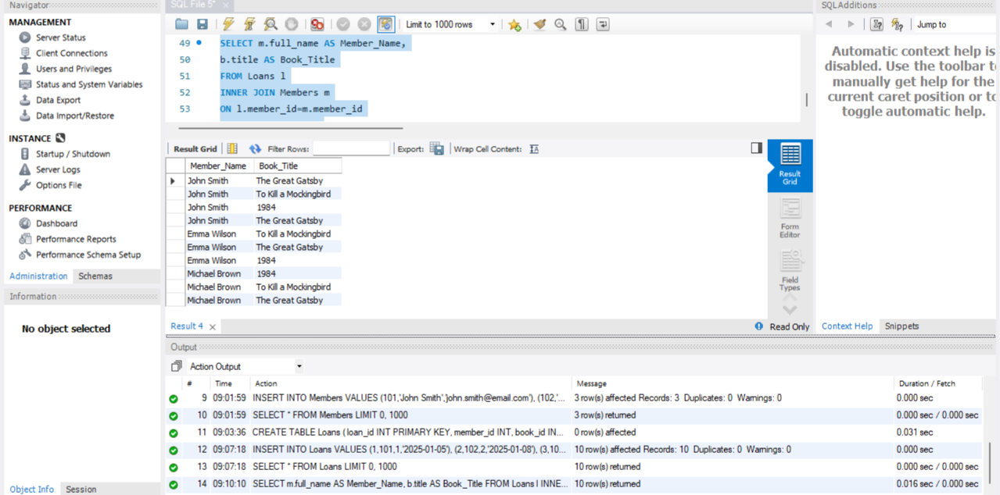 Navigator
MANAGEMENT
Server Status
Client Connections
Users and Privileges
Status and System Variables
Data Export
Data Import/Restore
INSTANCE
Startup / Shutdown
Server Logs
Options File
PERFORMANCE
Dashboard
Performance Reports
Performance Schema Setup
Administration Schemas
Information
No object selected
Object Info Session
SQL File 5*
Limit to 1000 rows
49 SELECT m.full_name AS Member_Name,
50 b.title AS Book_Title
51 FROM Loans l
52 INNER JOIN Members m
53 ON l.member_id=m.member_id
Result Grid Filter Rows: Export: Wrap Cell Content:
Member_Name Book_Title
John Smith The Great Gatsby
John Smith To Kill a Mockingbird
John Smith 1984
John Smith The Great Gatsby
Emma Wilson To Kill a Mockingbird
Emma Wilson The Great Gatsby
Emma Wilson 1984
Michael Brown 1984
Michael Brown To Kill a Mockingbird
Michael Brown The Great Gatsby
Result
Grid
Form
Editor
Field
Types
Result 4
Read Only
SQLAdditions
Jump to
Automatic context help is
disabled. Use the toolbar
manually get help for the
current caret position or
toggle automatic help.
Context Help Snippets
Output
Action Output
# Time Action Message Duration / Fetch
9 09:01:59 INSERT INTO Members VALUES (101,'John Smith','john.smith@email.com'), (102,'... 3 row(s) affected Records: 3 Duplicates: 0 Warnings: 0 0.000 sec
10 09:01:59 SELECT * FROM Members LIMIT 0, 1000 3 row(s) returned 0.000 sec / 0.000 sec
11 09:03:36 CREATE TABLE Loans ( loan_id INT PRIMARY KEY, member_id INT, book_id IN... 0 row(s) affected 0.031 sec
12 09:07:18 INSERT INTO Loans VALUES (1,101,1,'2025-01-05'), (2,102,2,'2025-01-08'), (3,10... 10 row(s) affected Records: 10 Duplicates: 0 Warnings: 0 0.000 sec
13 09:07:18 SELECT * FROM Loans LIMIT 0, 1000 10 row(s) returned 0.000 sec / 0.000 sec
14 09:10:10 SELECT m.full_name AS Member_Name, b.title AS Book_Title FROM Loans l INNE... 10 row(s) returned 0.016 sec / 0.000 sec